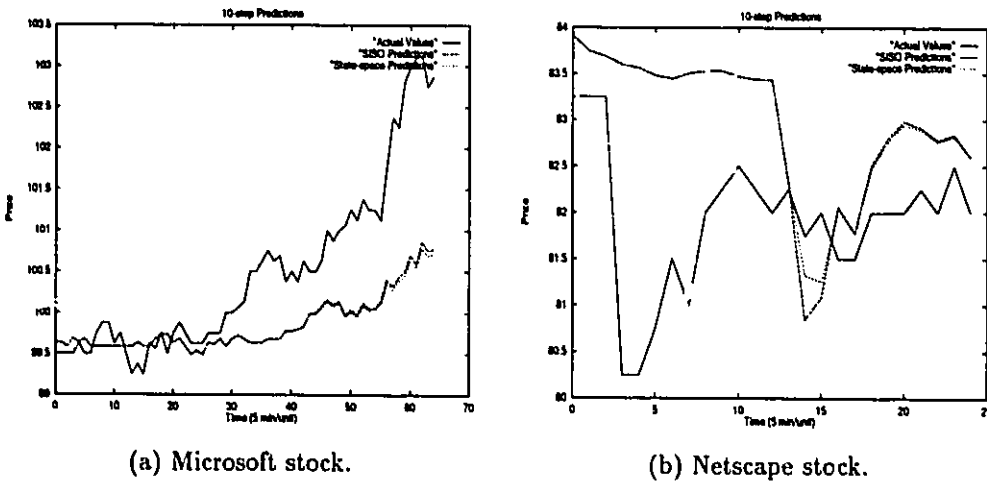 10-step Predictions
103.5
103
102.5
102
101.5
101
100.5
100
99.5
99
Price
"Actual Values"
"SISO Predictions"
"State-space Predictions"
0 10 20 30 40 50 60 70
Time (5 min/unit)
(a) Microsoft stock.
10-step Predictions
84
83.5
83
82.5
82
81.5
81
80.5
80
Price
"Actual Values"
"SISO Predictions"
"State-space Predictions"
0 5 10 15 20 25
Time (5 min/unit)
(b) Netscape stock.